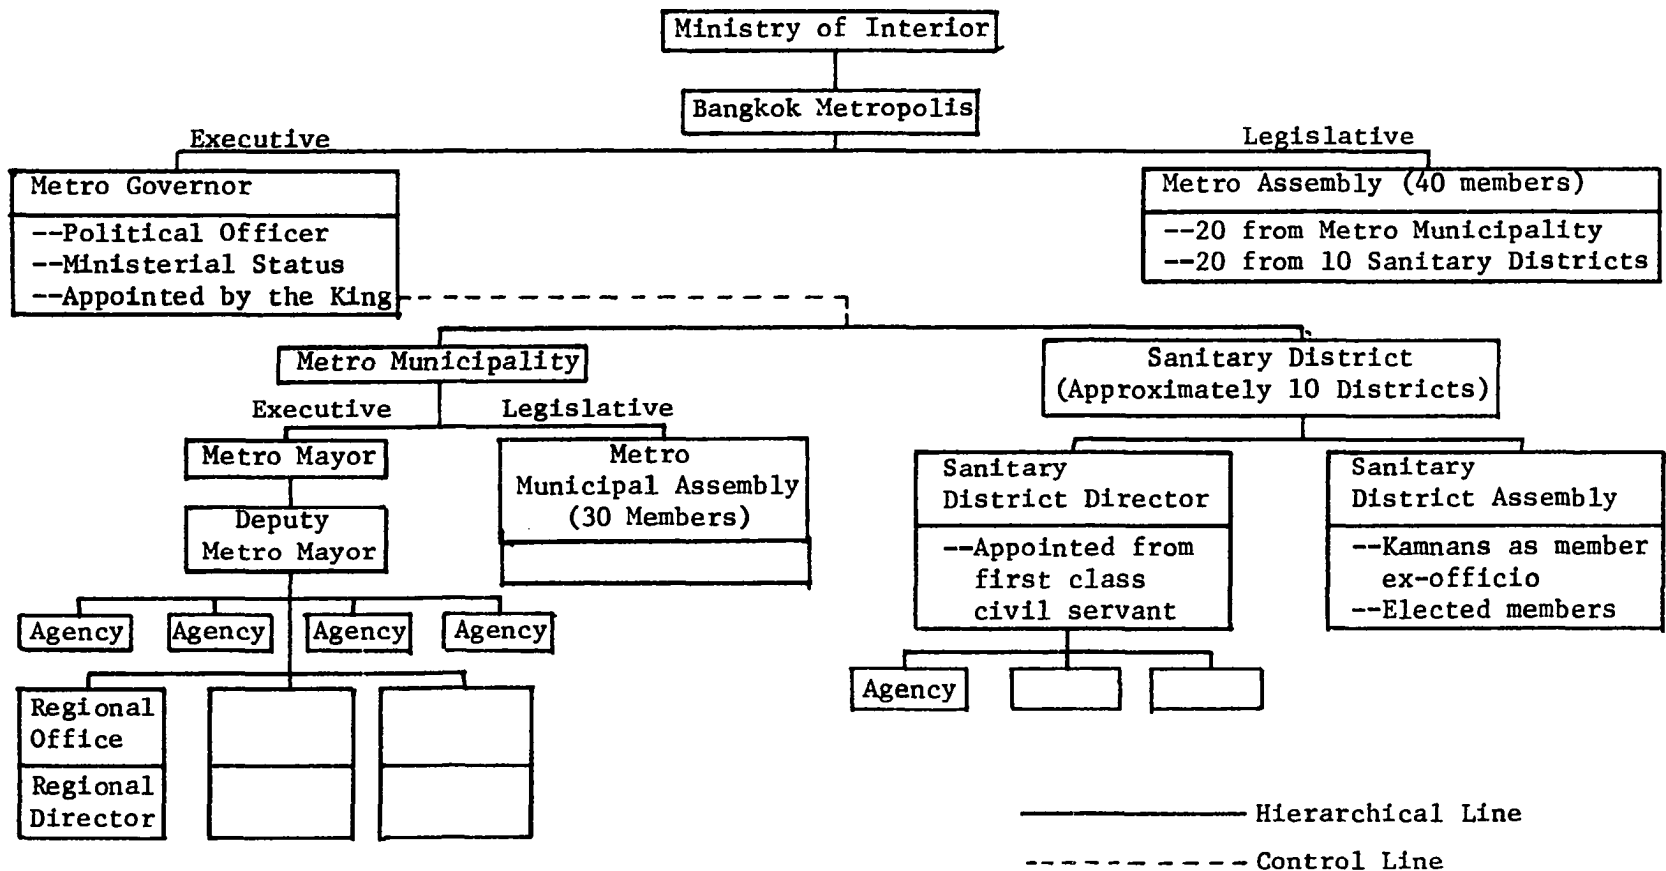 Ministry of Interior
Bangkok Metropolis
Executive
Legislative
Metro Governor
--Political Officer
--Ministerial Status
--Appointed by the King
Metro Assembly (40 members)
--20 from Metro Municipality
--20 from 10 Sanitary Districts
Metro Municipality
Executive
Legislative
Metro Mayor
Deputy
Metro Mayor
Metro
Municipal Assembly
(30 Members)
Agency
Agency
Agency
Agency
Regional
Office
Regional
Director
Sanitary District
(Approximately 10 Districts)
Sanitary
District Director
--Appointed from
first class
civil servant
Sanitary
District Assembly
--Kamnans as member
ex-officio
--Elected members
Agency
Hierarchical Line
Control Line